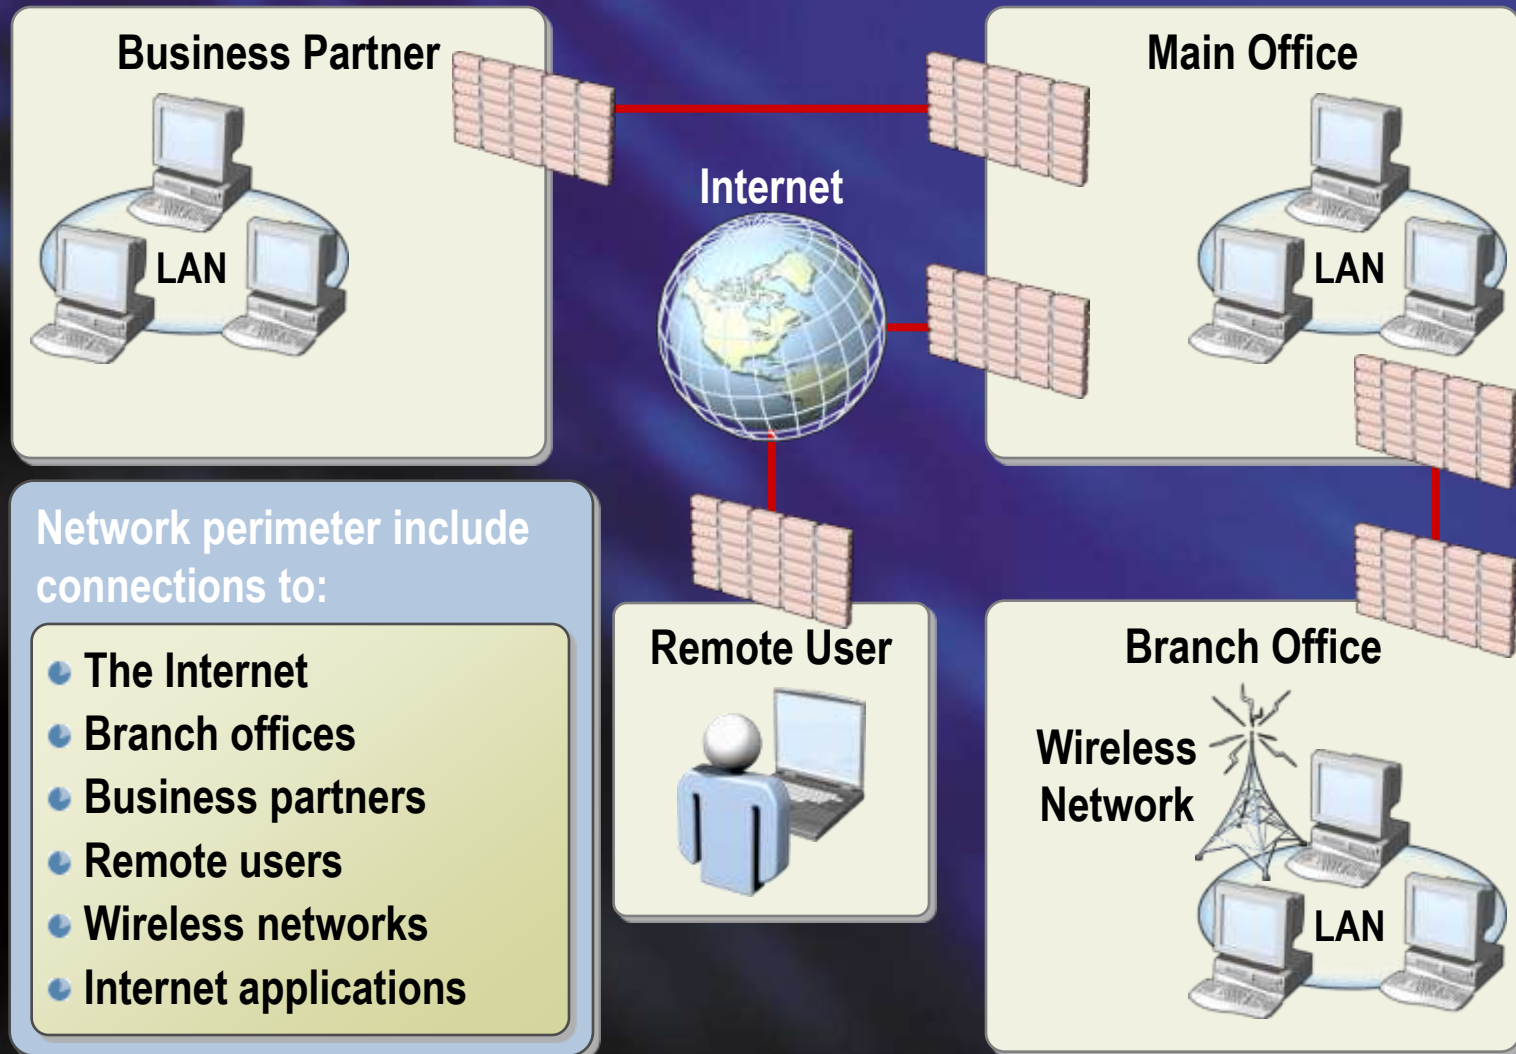 Business Partner
LAN
Internet
Main Office
LAN
Network perimeter include
connections to:
The Internet
Branch offices
Business partners
Remote users
Wireless networks
Internet applications
Remote User
Branch Office
Wireless
Network
LAN